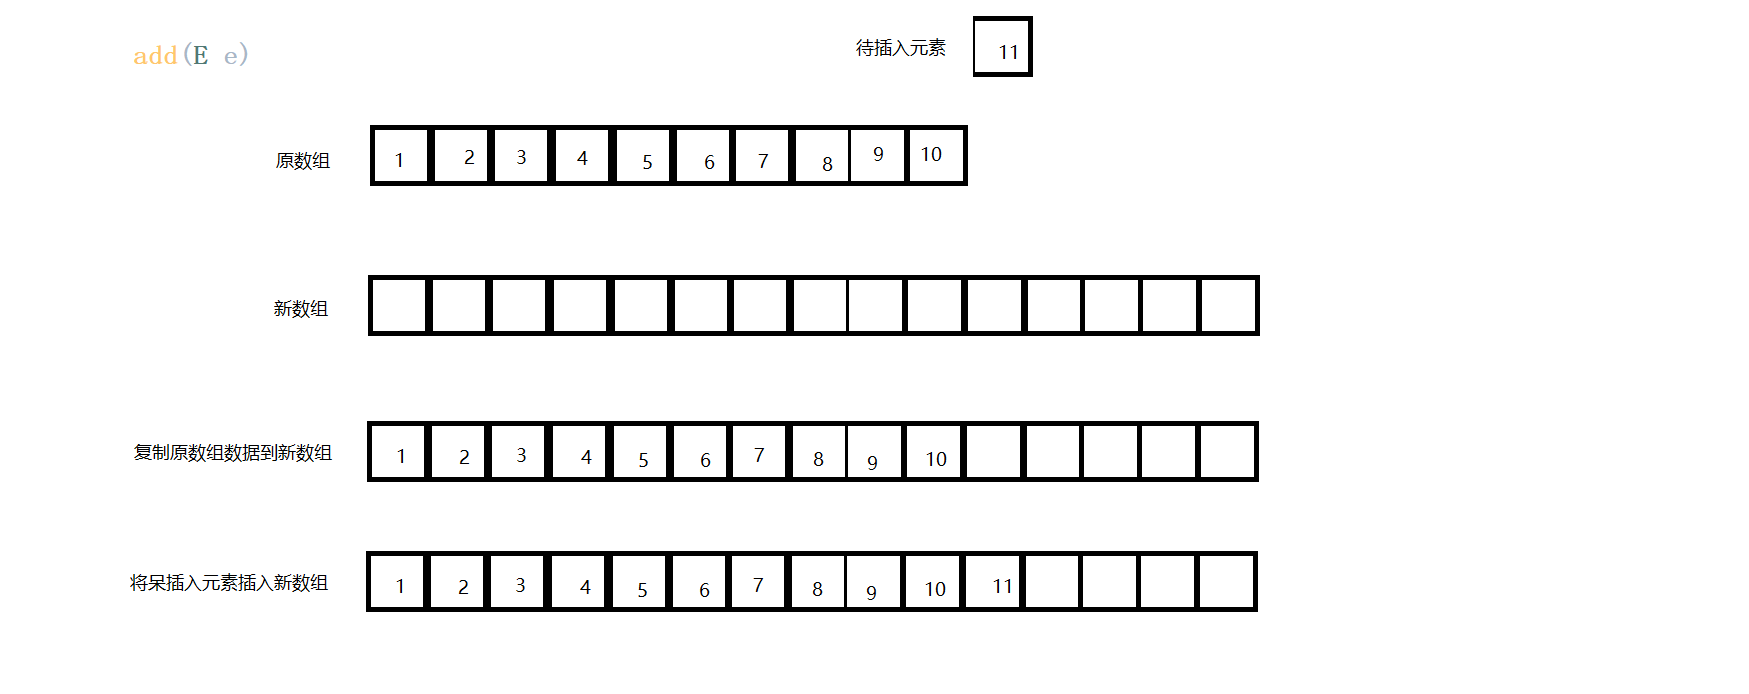 add(E e)
待插入元素 11
原数组 1 2 3 4 5 6 7 8 9 10
新数组
复制原数组数据到新数组 1 2 3 4 5 6 7 8 9 10
将呆插入元素插入新数组 1 2 3 4 5 6 7 8 9 10 11